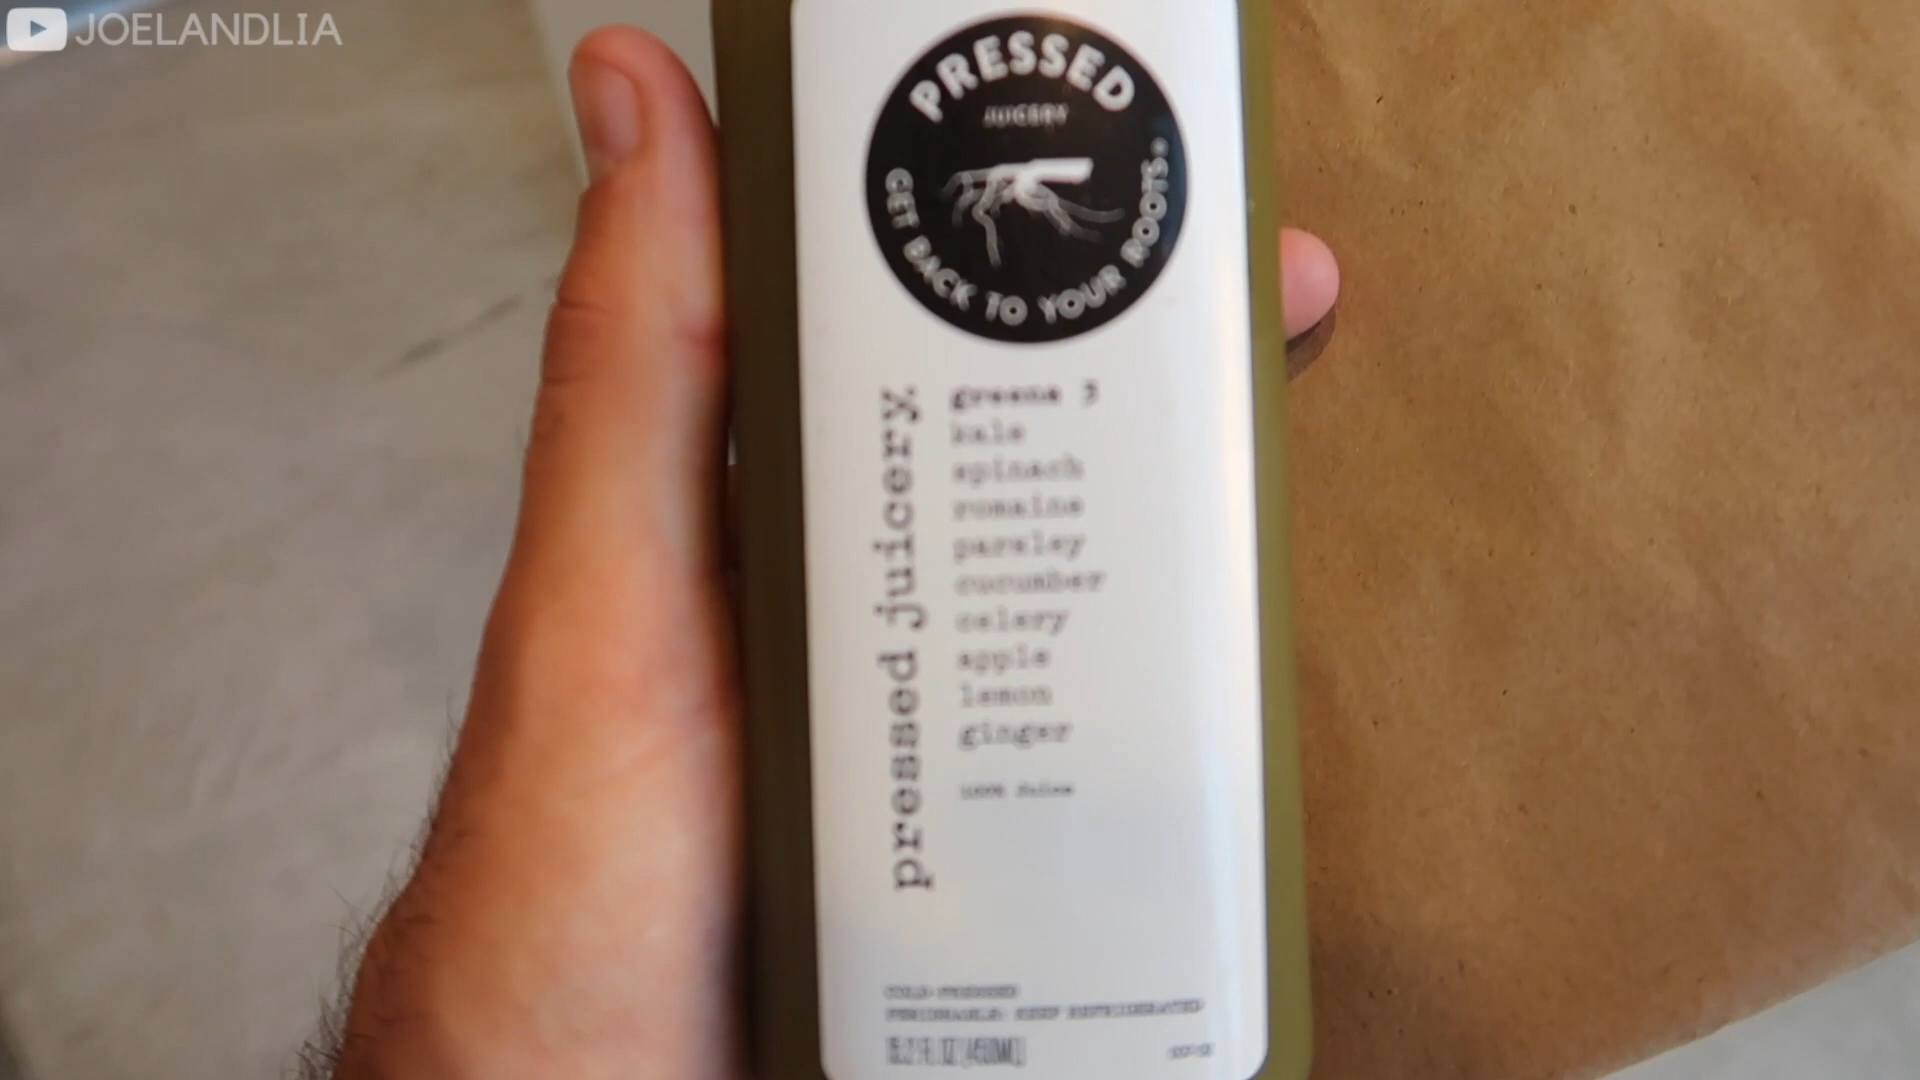 JOELANDLIA
PRESSED
JUICERY
GET BACK TO YOUR ROOTS.
pressed juicery.
greens 3
kale
spinach
romaine
parsley
cucumber
celery
apple
lemon
ginger
100% juice
COLD-PRESSED
PERISHABLE: KEEP REFRIGERATED
15.2 FL OZ (450ML)